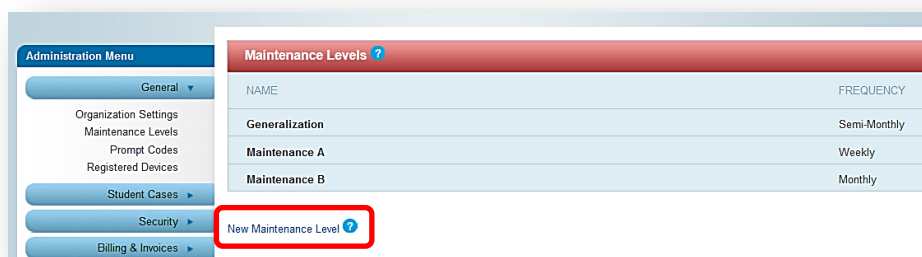 Administration Menu
General
Organization Settings
Maintenance Levels
Prompt Codes
Registered Devices
Student Cases
Security
Billing & Invoices
Maintenance Levels ?
NAME FREQUENCY
Generalization Semi-Monthly
Maintenance A Weekly
Maintenance B Monthly
New Maintenance Level ?